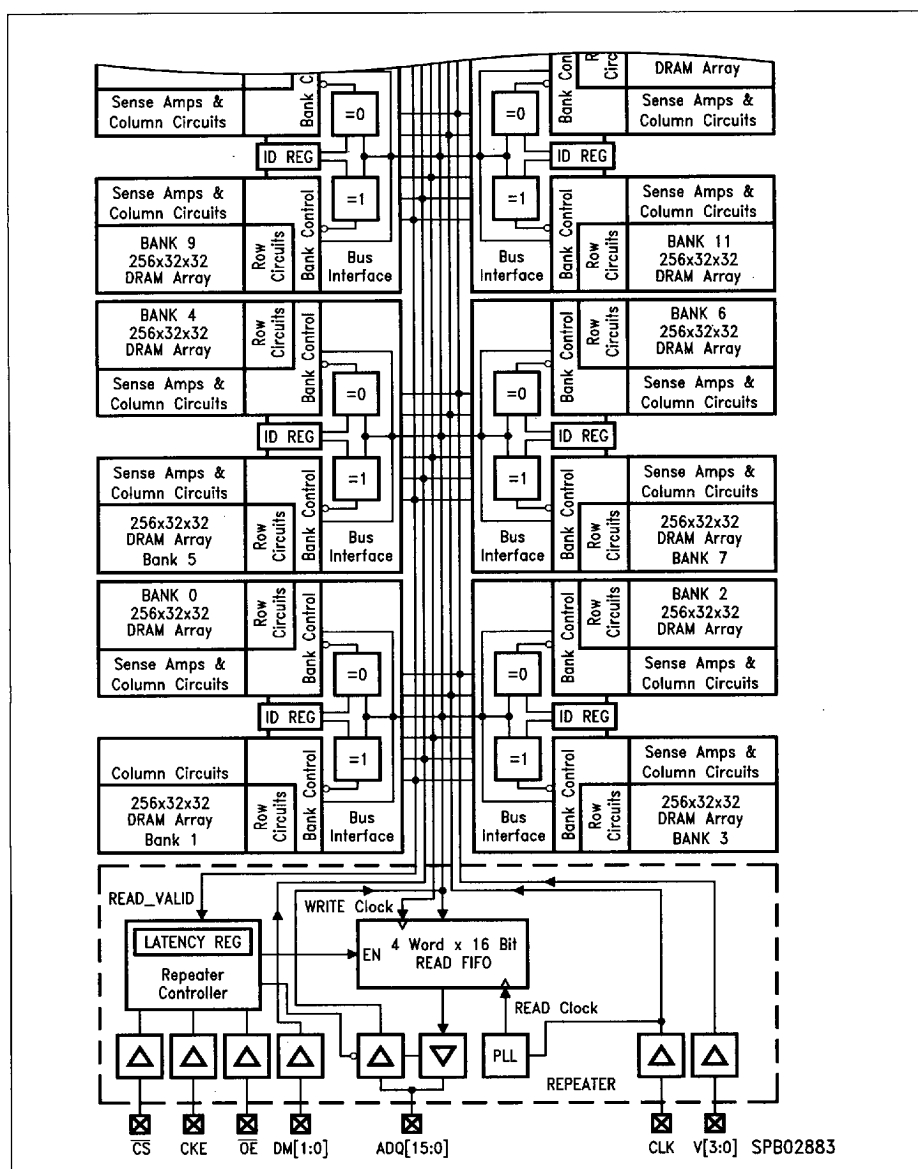 Sense Amps &
Column Circuits
Bank C
=0
ID REG
=1
Sense Amps &
Column Circuits
BANK 9
256x32x32
DRAM Array
Row
Circuits
Bank Control
Bus
Interface
R
Circ
Bank Con
DRAM Array
Sense Amps &
Column Circuits
=0
ID REG
=1
Sense Amps &
Column Circuits
BANK 11
256x32x32
DRAM Array
Row
Circuits
Bank Control
Bus
Interface
BANK 4
256x32x32
DRAM Array
Row
Circuits
Sense Amps &
Column Circuits
Bank Control
=0
ID REG
=1
Sense Amps &
Column Circuits
256x32x32
DRAM Array
Bank 5
Row
Circuits
Bank Control
Bus
Interface
BANK 6
256x32x32
DRAM Array
Row
Circuits
Sense Amps &
Column Circuits
Bank Control
=0
ID REG
=1
Sense Amps &
Column Circuits
256x32x32
DRAM Array
BANK 7
Row
Circuits
Bank Control
Bus
Interface
BANK 0
256x32x32
DRAM Array
Row
Circuits
Sense Amps &
Column Circuits
Bank Control
=0
ID REG
=1
Column Circuits
256x32x32
DRAM Array
Bank 1
Row
Circuits
Bank Control
Bus
Interface
BANK 2
256x32x32
DRAM Array
Row
Circuits
Sense Amps &
Column Circuits
Bank Control
=0
ID REG
=1
Sense Amps &
Column Circuits
256x32x32
DRAM Array
BANK 3
Row
Circuits
Bank Control
Bus
Interface
READ_VALID
WRITE Clock
LATENCY REG
Repeater
Controller
EN
4 Word x 16 Bit
READ FIFO
READ Clock
PLL
REPEATER
C̅S̅
CKE
O̅E̅
DM[1:0]
ADQ[15:0]
CLK
V[3:0]
SPB02883